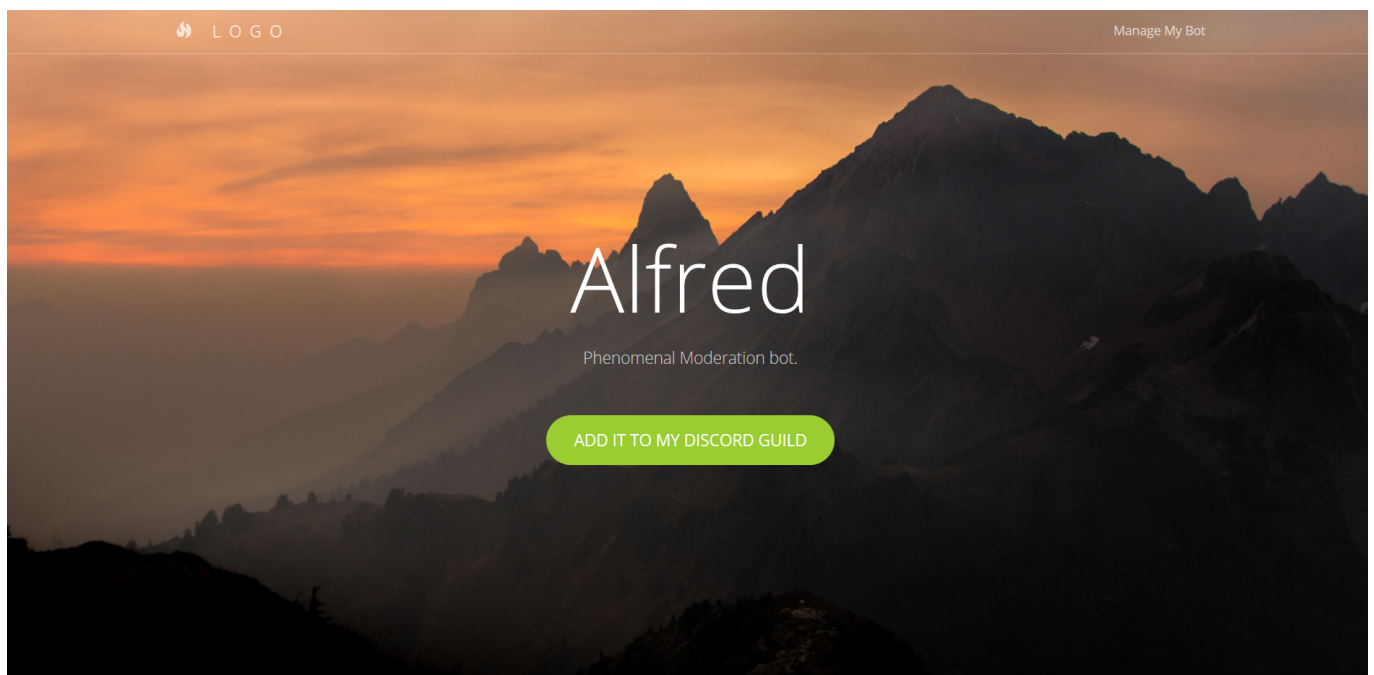 LOGO
Manage My Bot
Alfred
Phenomenal Moderation bot.
ADD IT TO MY DISCORD GUILD